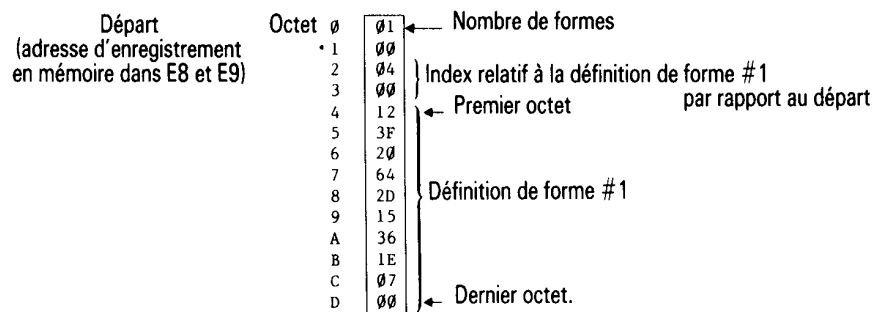 Départ
(adresse d'enregistrement
en mémoire dans E8 et E9)
Octet Ø Ø1 Nombre de formes
1 ØØ
2 Ø4 Index relatif à la définition de forme #1
3 ØØ par rapport au départ
4 12 Premier octet
5 3F
6 2Ø
7 64
8 2D Définition de forme #1
9 15
A 36
B 1E
C Ø7
D ØØ Dernier octet.